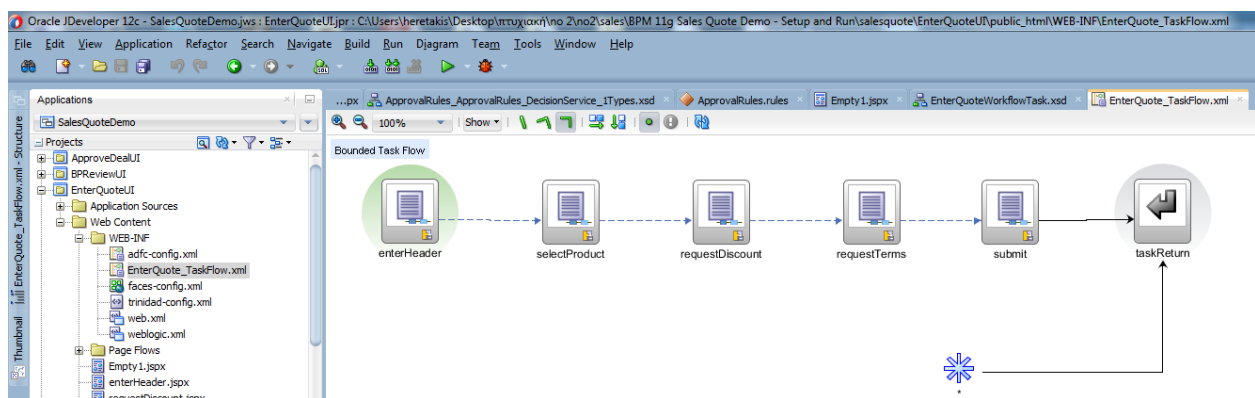 Oracle JDeveloper 12c - SalesQuoteDemo.jws : EnterQuoteUI.jpr : C:\Users\heretakis\Desktop\πτυχιακή\no 2\no2\sales\BPM 11g Sales Quote Demo - Setup and Run\salesquote\EnterQuoteUI\public_html\WEB-INF\EnterQuote_TaskFlow.xml
File Edit View Application Refactor Search Navigate Build Run Diagram Team Tools Window Help
Applications
...px ApprovalRules_ApprovalRules_DecisionService_1Types.xsd ApprovalRules.rules Empty1.jspx EnterQuoteWorkflowTask.xsd EnterQuote_TaskFlow.xml
SalesQuoteDemo
100% Show
Projects
Bounded Task Flow
ApproveDealUI
BPReviewUI
EnterQuoteUI
Application Sources
Web Content
WEB-INF
adfc-config.xml
EnterQuote_TaskFlow.xml
faces-config.xml
trinidad-config.xml
web.xml
weblogic.xml
Page Flows
Empty1.jspx
enterHeader.jspx
requestDiscount.jspx
EnterQuote_TaskFlow.xml - Structure
Thumbnail
enterHeader selectProduct requestDiscount requestTerms submit taskReturn
*